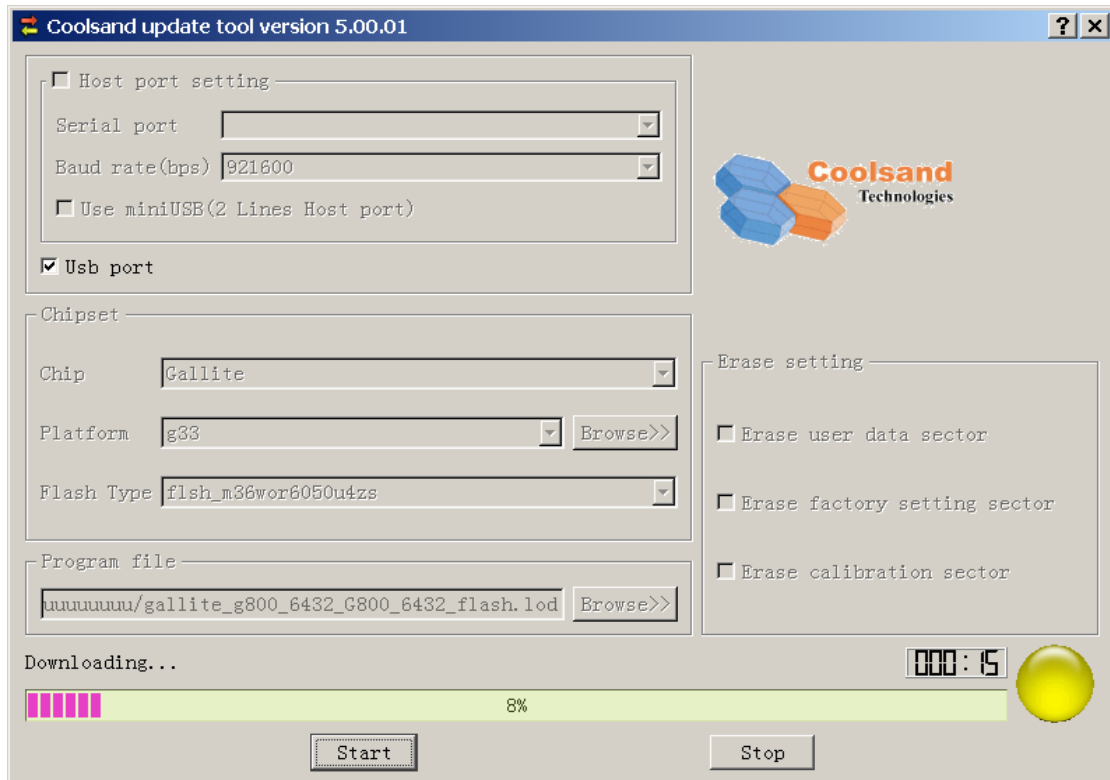 Coolsand update tool version 5.00.01
Host port setting
Serial port
Baud rate(bps) 921600
Use miniUSB(2 Lines Host port)
Usb port
Coolsand
Technologies
Chipset
Chip Gallite
Platform g33 Browse>>
Flash Type flsh_m36wor6050u4zs
Erase setting
Erase user data sector
Erase factory setting sector
Erase calibration sector
Program file
uuuuuuuu/gallite_g800_6432_G800_6432_flash.lod Browse>>
Downloading...
000:15
8%
Start Stop